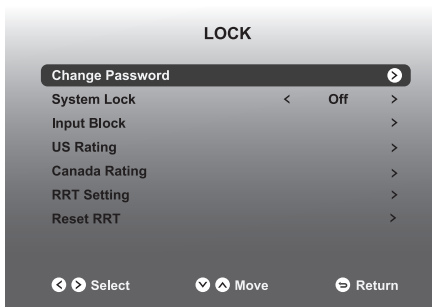 LOCK
Change Password
System Lock < Off >
Input Block >
US Rating >
Canada Rating >
RRT Setting >
Reset RRT >
Select Move Return